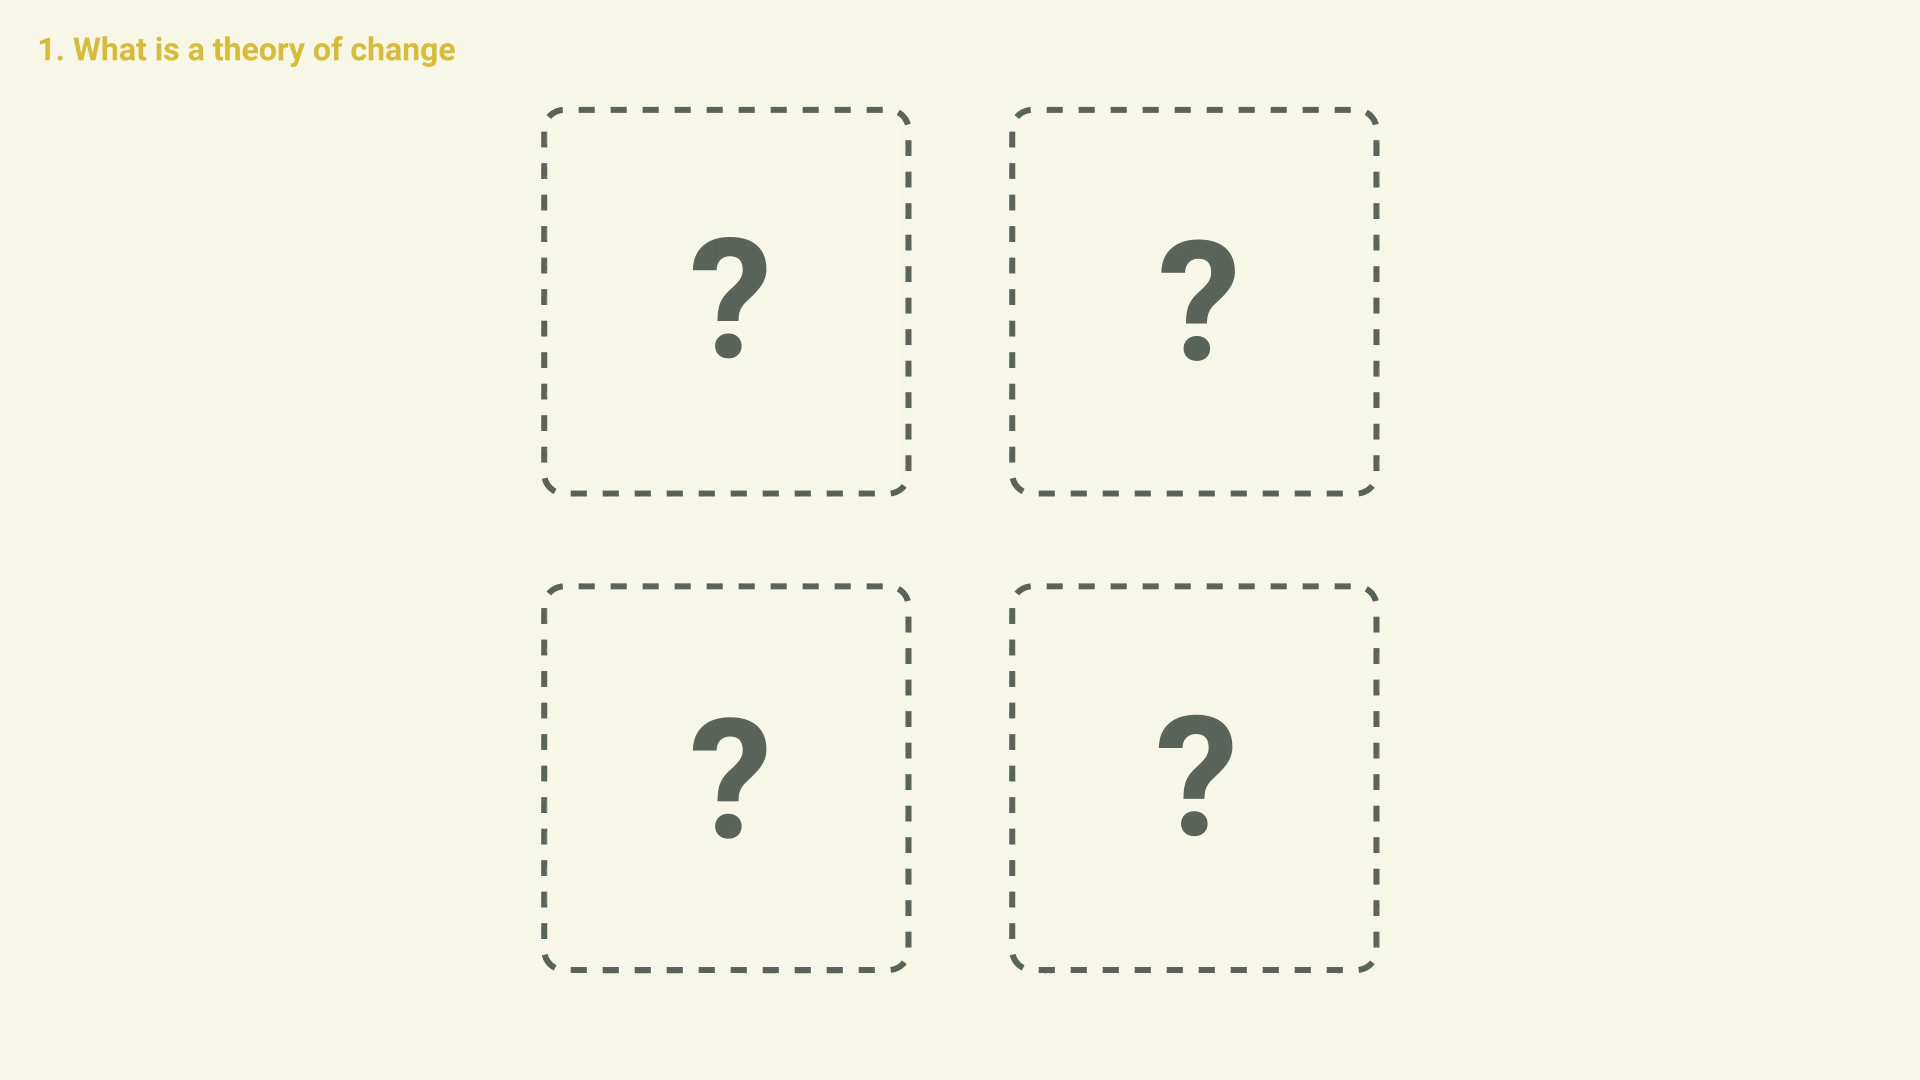 1. What is a theory of change
? ?
? ?